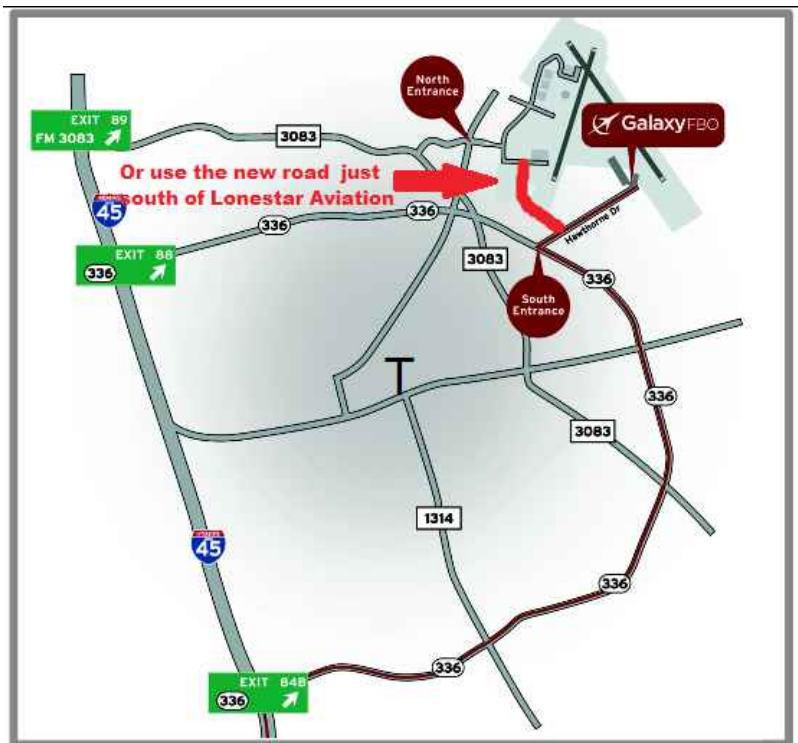 EXIT 89
FM 3083
North
Entrance
GalaxyFBO
3083
Or use the new road just
south of Lonestar Aviation
45
336
336
EXIT 88
336
3083
Hawthorne Dr
336
South
Entrance
T
336
3083
1314
45
336
336
EXIT 84B
336